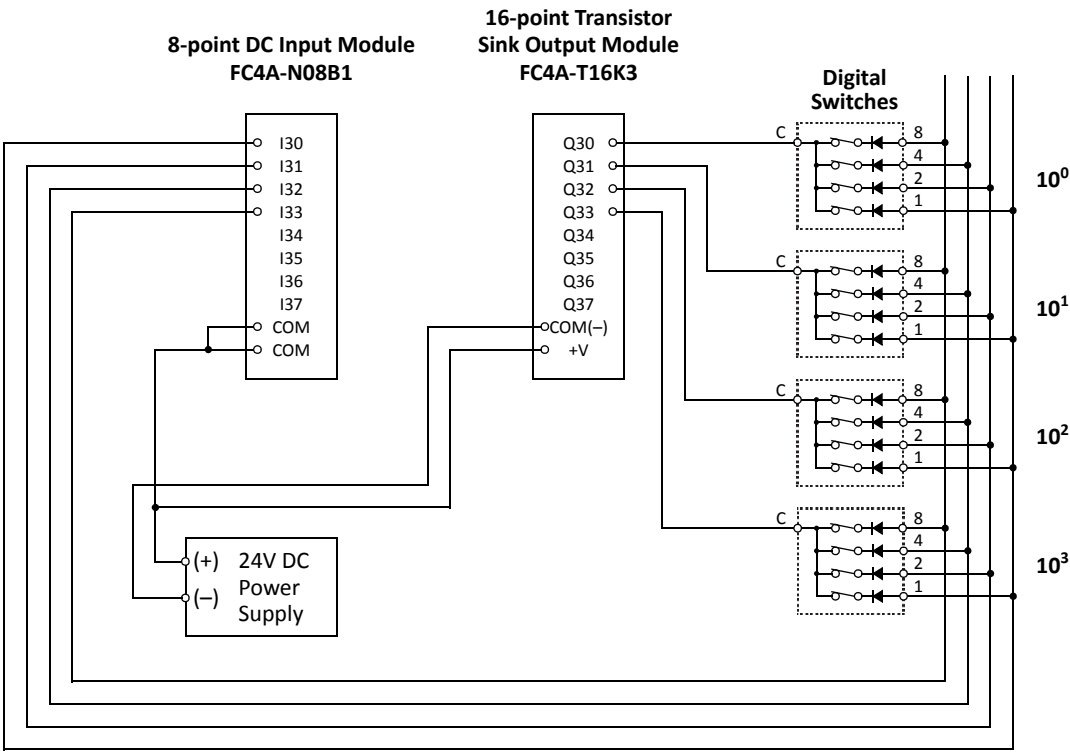 8-point DC Input Module
FC4A-N08B1
16-point Transistor
Sink Output Module
FC4A-T16K3
Digital
Switches
I30
I31
I32
I33
I34
I35
I36
I37
COM
COM
Q30
Q31
Q32
Q33
Q34
Q35
Q36
Q37
COM(–)
+V
C
8
4
2
1
10⁰
C
8
4
2
1
10¹
C
8
4
2
1
10²
C
8
4
2
1
10³
(+) 24V DC
Power
(–) Supply